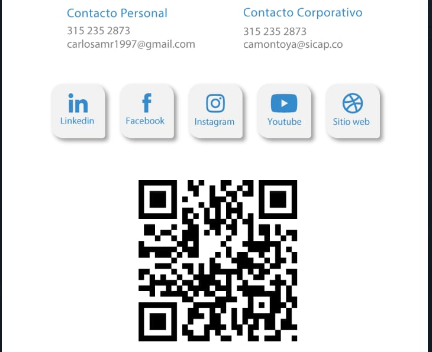 Contacto Personal
315 235 2873
carlosamr1997@gmail.com
Contacto Corporativo
315 235 2873
camontoya@sicap.co
Linkedin
Facebook
Instagram
Youtube
Sitio web